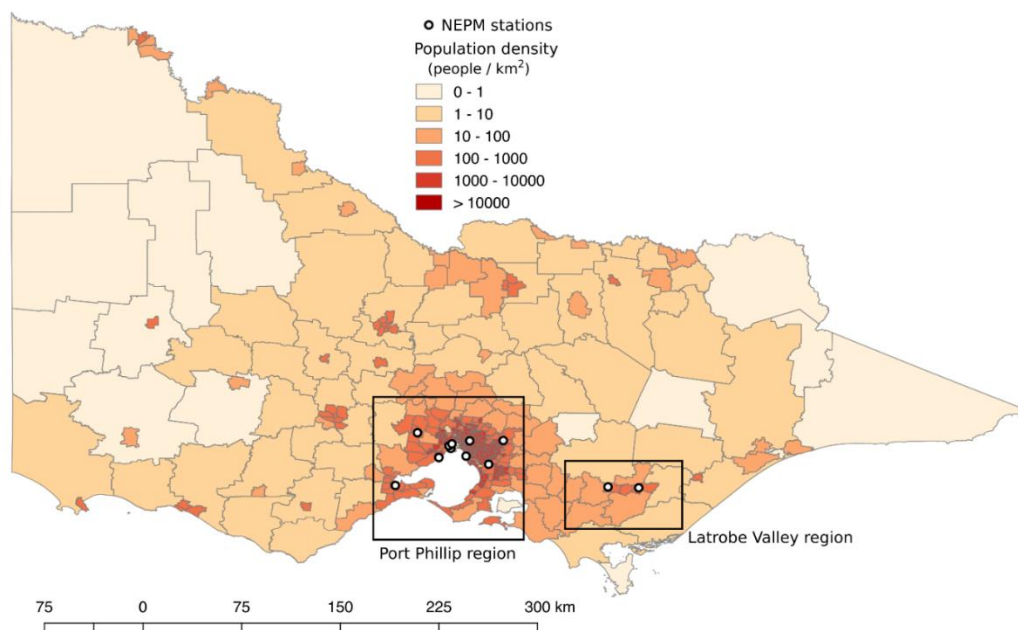 NEPM stations
Population density
(people / km²)
0 - 1
1 - 10
10 - 100
100 - 1000
1000 - 10000
> 10000
Port Phillip region
Latrobe Valley region
75 0 75 150 225 300 km